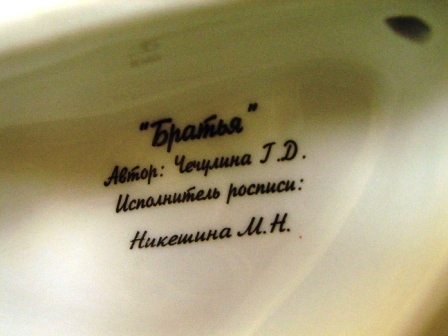 "Братья"
Автор: Чечулина Г.Д.
Исполнитель росписи:
Никешина М.Н.